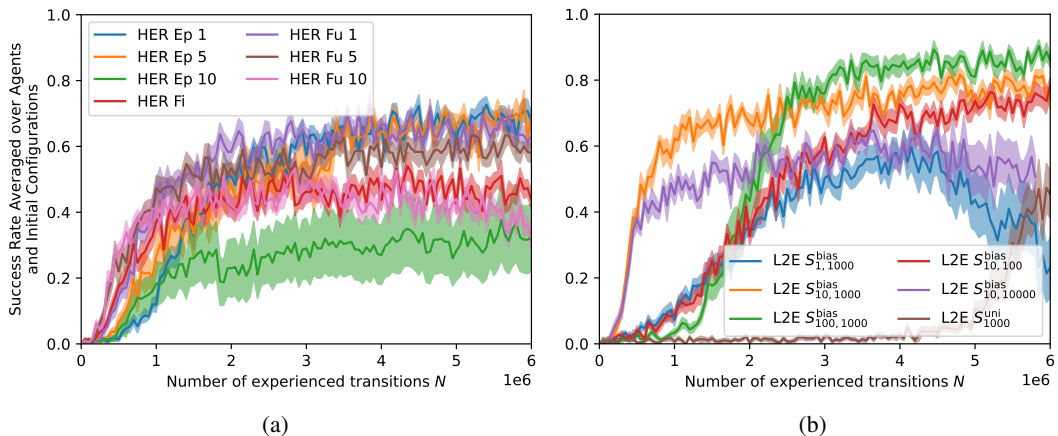 Success Rate Averaged over Agents
and Initial Configurations
1.0
0.8
0.6
0.4
0.2
0.0
HER Ep 1
HER Ep 5
HER Ep 10
HER Fi
HER Fu 1
HER Fu 5
HER Fu 10
0 1 2 3 4 5 6
1e6
Number of experienced transitions N
(a)
1.0
0.8
0.6
0.4
0.2
0.0
L2E S^bias_1,1000
L2E S^bias_10,1000
L2E S^bias_100,1000
L2E S^bias_10,100
L2E S^bias_10,10000
L2E S^uni_1000
0 1 2 3 4 5 6
1e6
Number of experienced transitions N
(b)